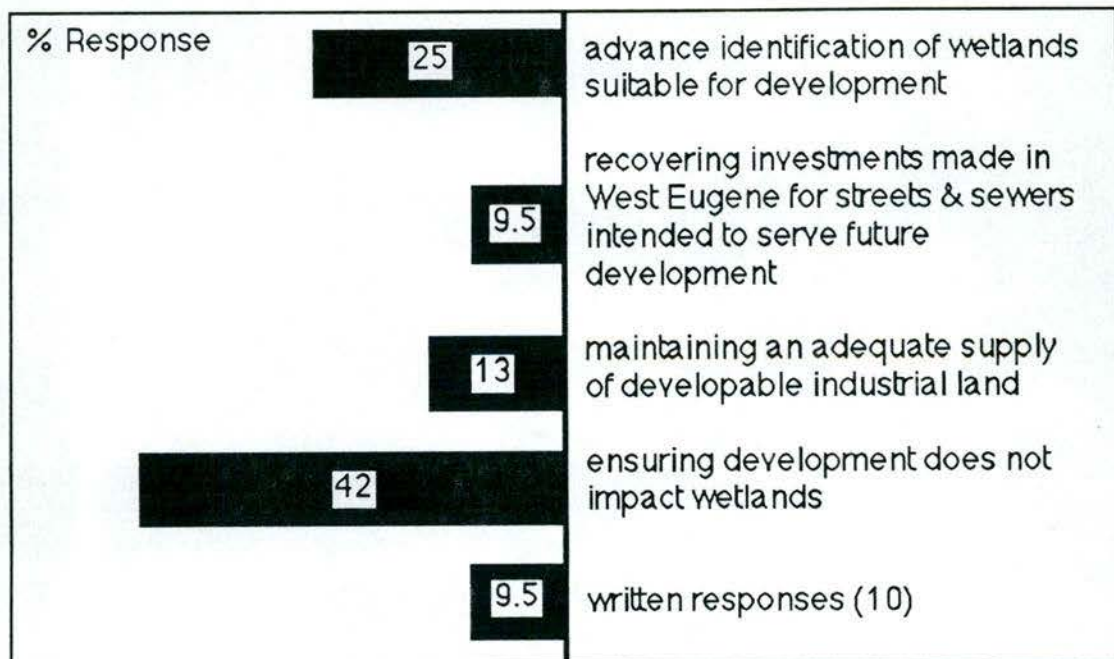 % Response
25
advance identification of wetlands
suitable for development
9.5
recovering investments made in
West Eugene for streets & sewers
intended to serve future
development
13
maintaining an adequate supply
of developable industrial land
42
ensuring development does not
impact wetlands
9.5
written responses (10)